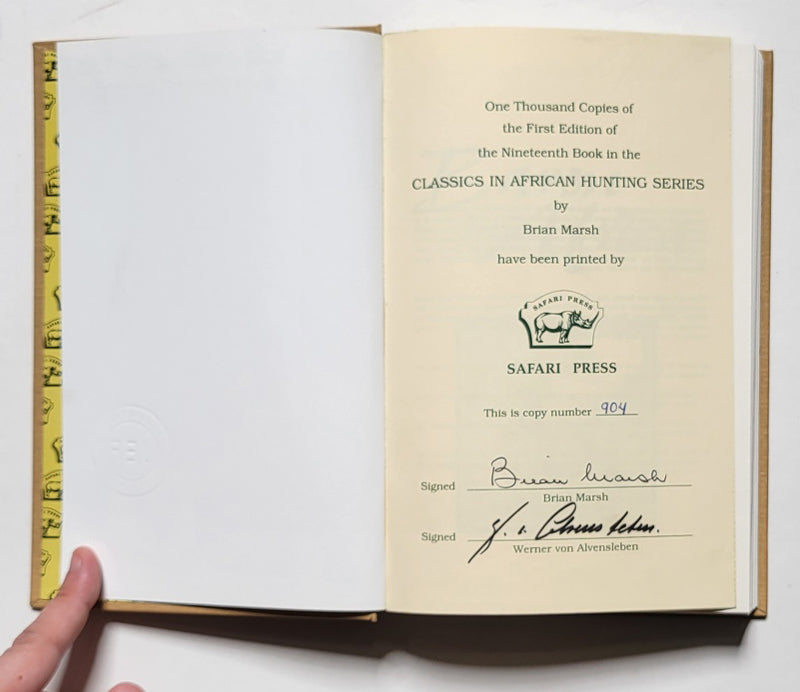 One Thousand Copies of
the First Edition of
the Nineteenth Book in the
CLASSICS IN AFRICAN HUNTING SERIES
by
Brian Marsh
have been printed by
SAFARI PRESS
SAFARI PRESS
This is copy number 904
Signed Brian Marsh
Brian Marsh
Signed
Werner von Alvensleben